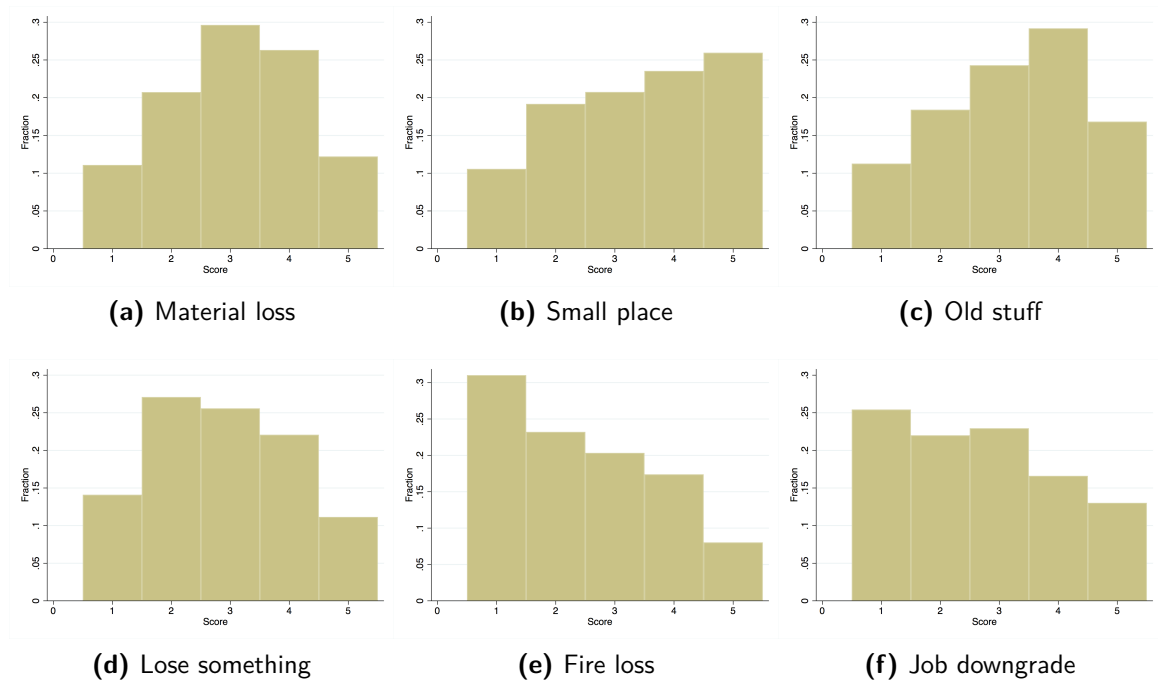 Fraction
0 .05 .1 .15 .2 .25 .3
0 1 2 3 4 5
Score
(a) Material loss
Fraction
0 .05 .1 .15 .2 .25 .3
0 1 2 3 4 5
Score
(b) Small place
Fraction
0 .05 .1 .15 .2 .25 .3
0 1 2 3 4 5
Score
(c) Old stuff
Fraction
0 .05 .1 .15 .2 .25 .3
0 1 2 3 4 5
Score
(d) Lose something
Fraction
0 .05 .1 .15 .2 .25 .3
0 1 2 3 4 5
Score
(e) Fire loss
Fraction
0 .05 .1 .15 .2 .25 .3
0 1 2 3 4 5
Score
(f) Job downgrade